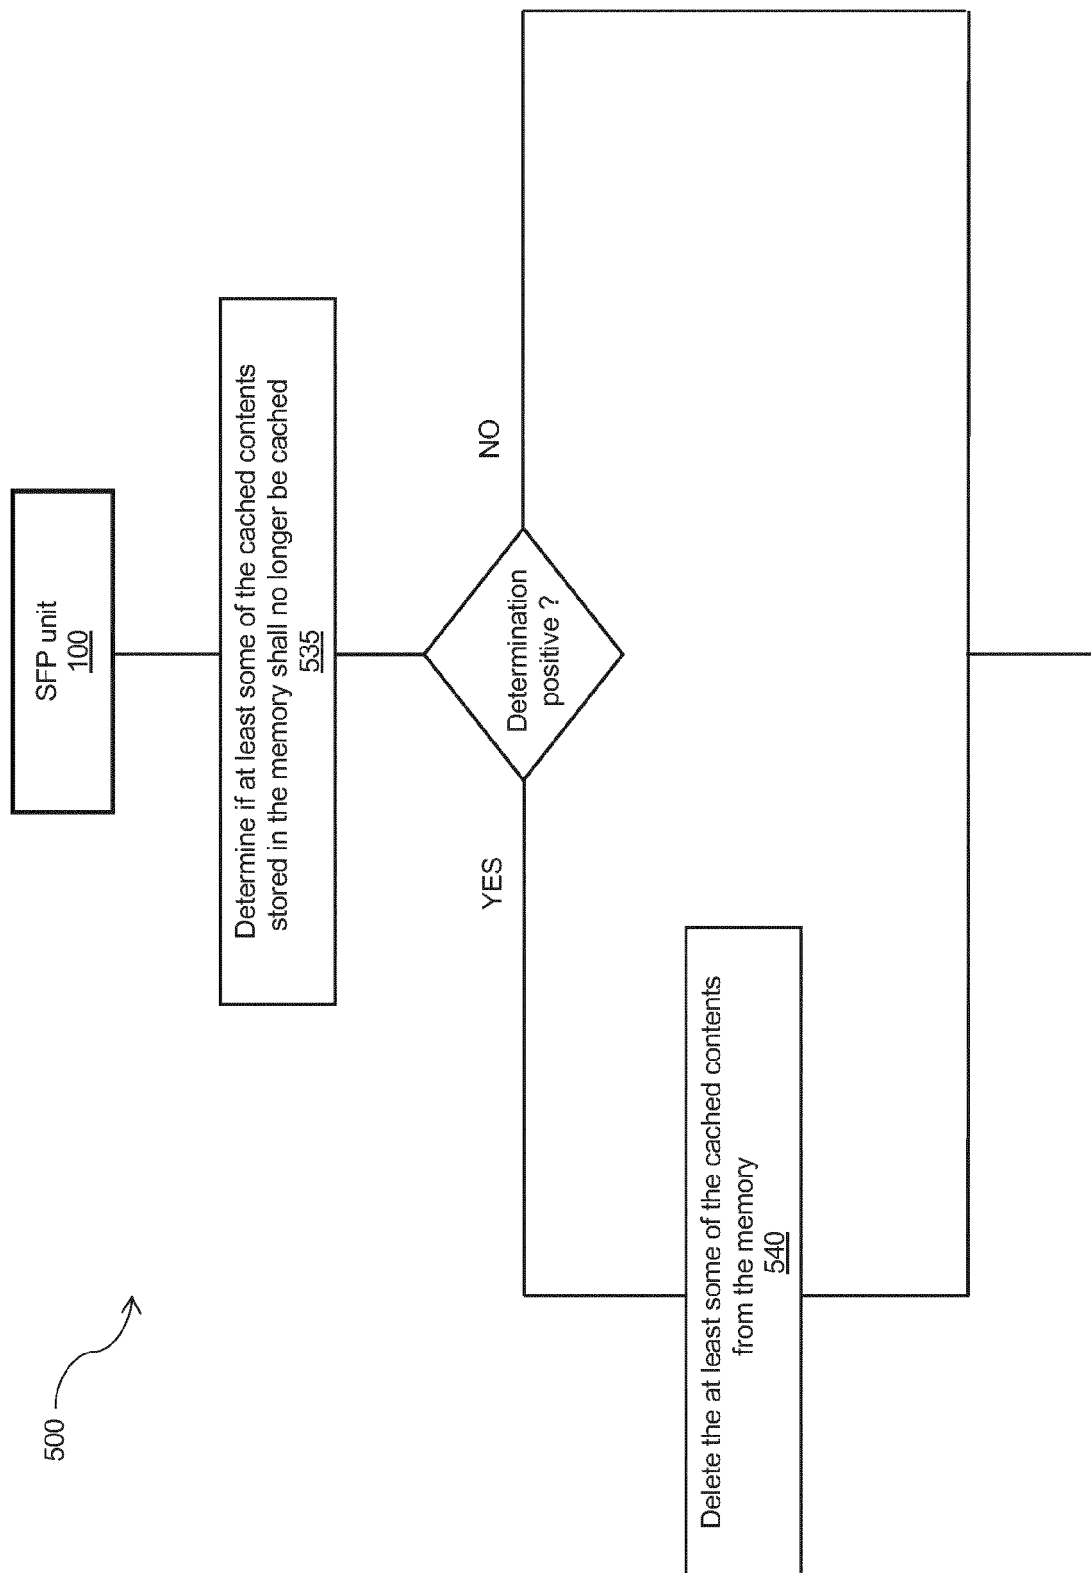 500
SFP unit
100
Determine if at least some of the cached contents
stored in the memory shall no longer be cached
535
Determination
positive ?
YES
NO
Delete the at least some of the cached contents
from the memory
540